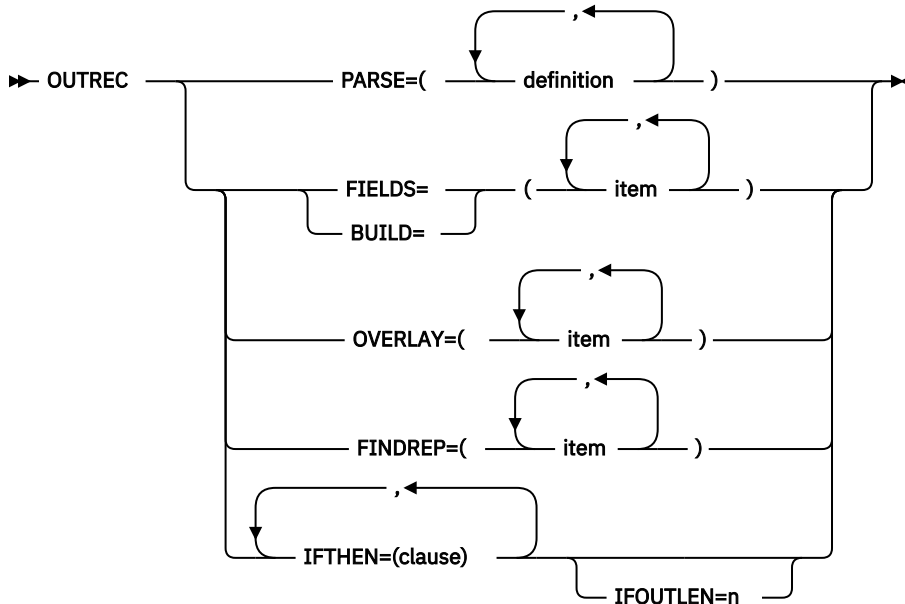 ,
OUTREC PARSE=( definition )
,
FIELDS= ( item )
BUILD=
,
OVERLAY=( item )
,
FINDREP=( item )
,
IFTHEN=(clause)
IFOUTLEN=n